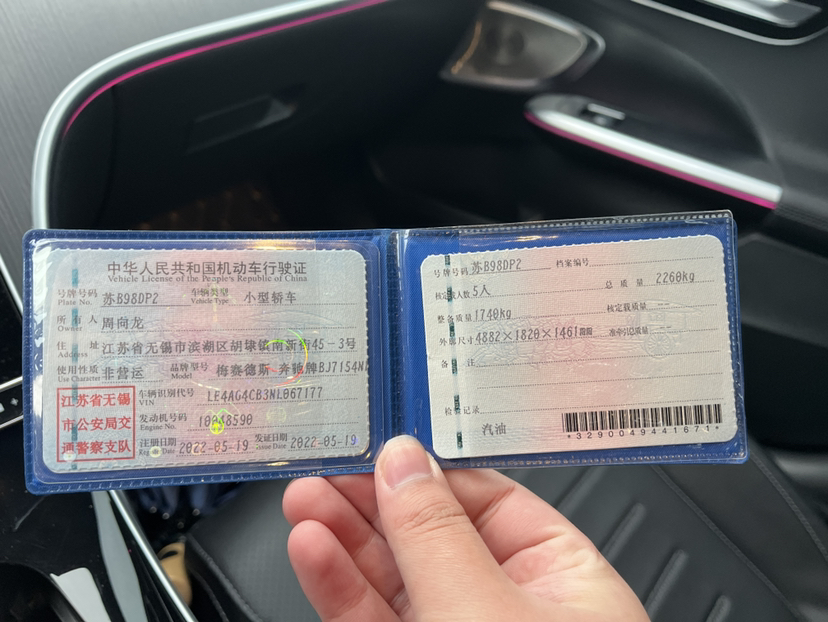 中华人民共和国机动车行驶证
Vehicle License of the People's Republic of China
号牌号码 苏B98DP2 车辆类型 小型轿车
Plate No. Vehicle Type
所有人 周向龙
Owner
住址 江苏省无锡市滨湖区胡埭镇南新 45-3号
Address
使用性质 非营运 品牌型号 梅赛德斯 奔驰牌BJ7154N
Use Character Model
江苏省无锡
市公安局交
通警察支队
车辆识别代号 LE4AG4CB3NL067177
VIN
发动机号码
Engine No.
注册日期 2022-05-19 发证日期 2022-05-19
Register Date Issue Date
号牌号码 苏B98DP2 档案编号
核定载人数 5人 总质量 2260kg
整备质量 1740kg 核定载质量 --
外廓尺寸 4882×1820×1461 准牵引总质量 --
备注
检验记录
汽油
*3290049441671*